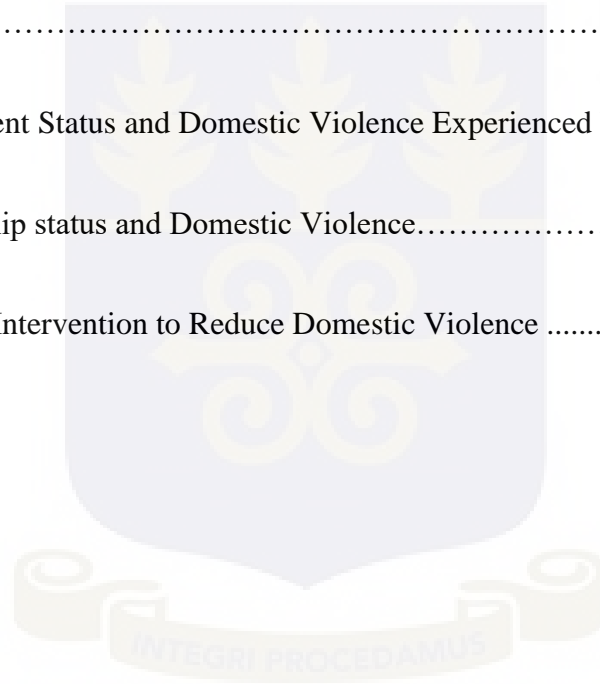 ……………………………………………………
ent Status and Domestic Violence Experienced
ip status and Domestic Violence………………
Intervention to Reduce Domestic Violence .......
INTEGRI PROCEDAMUS